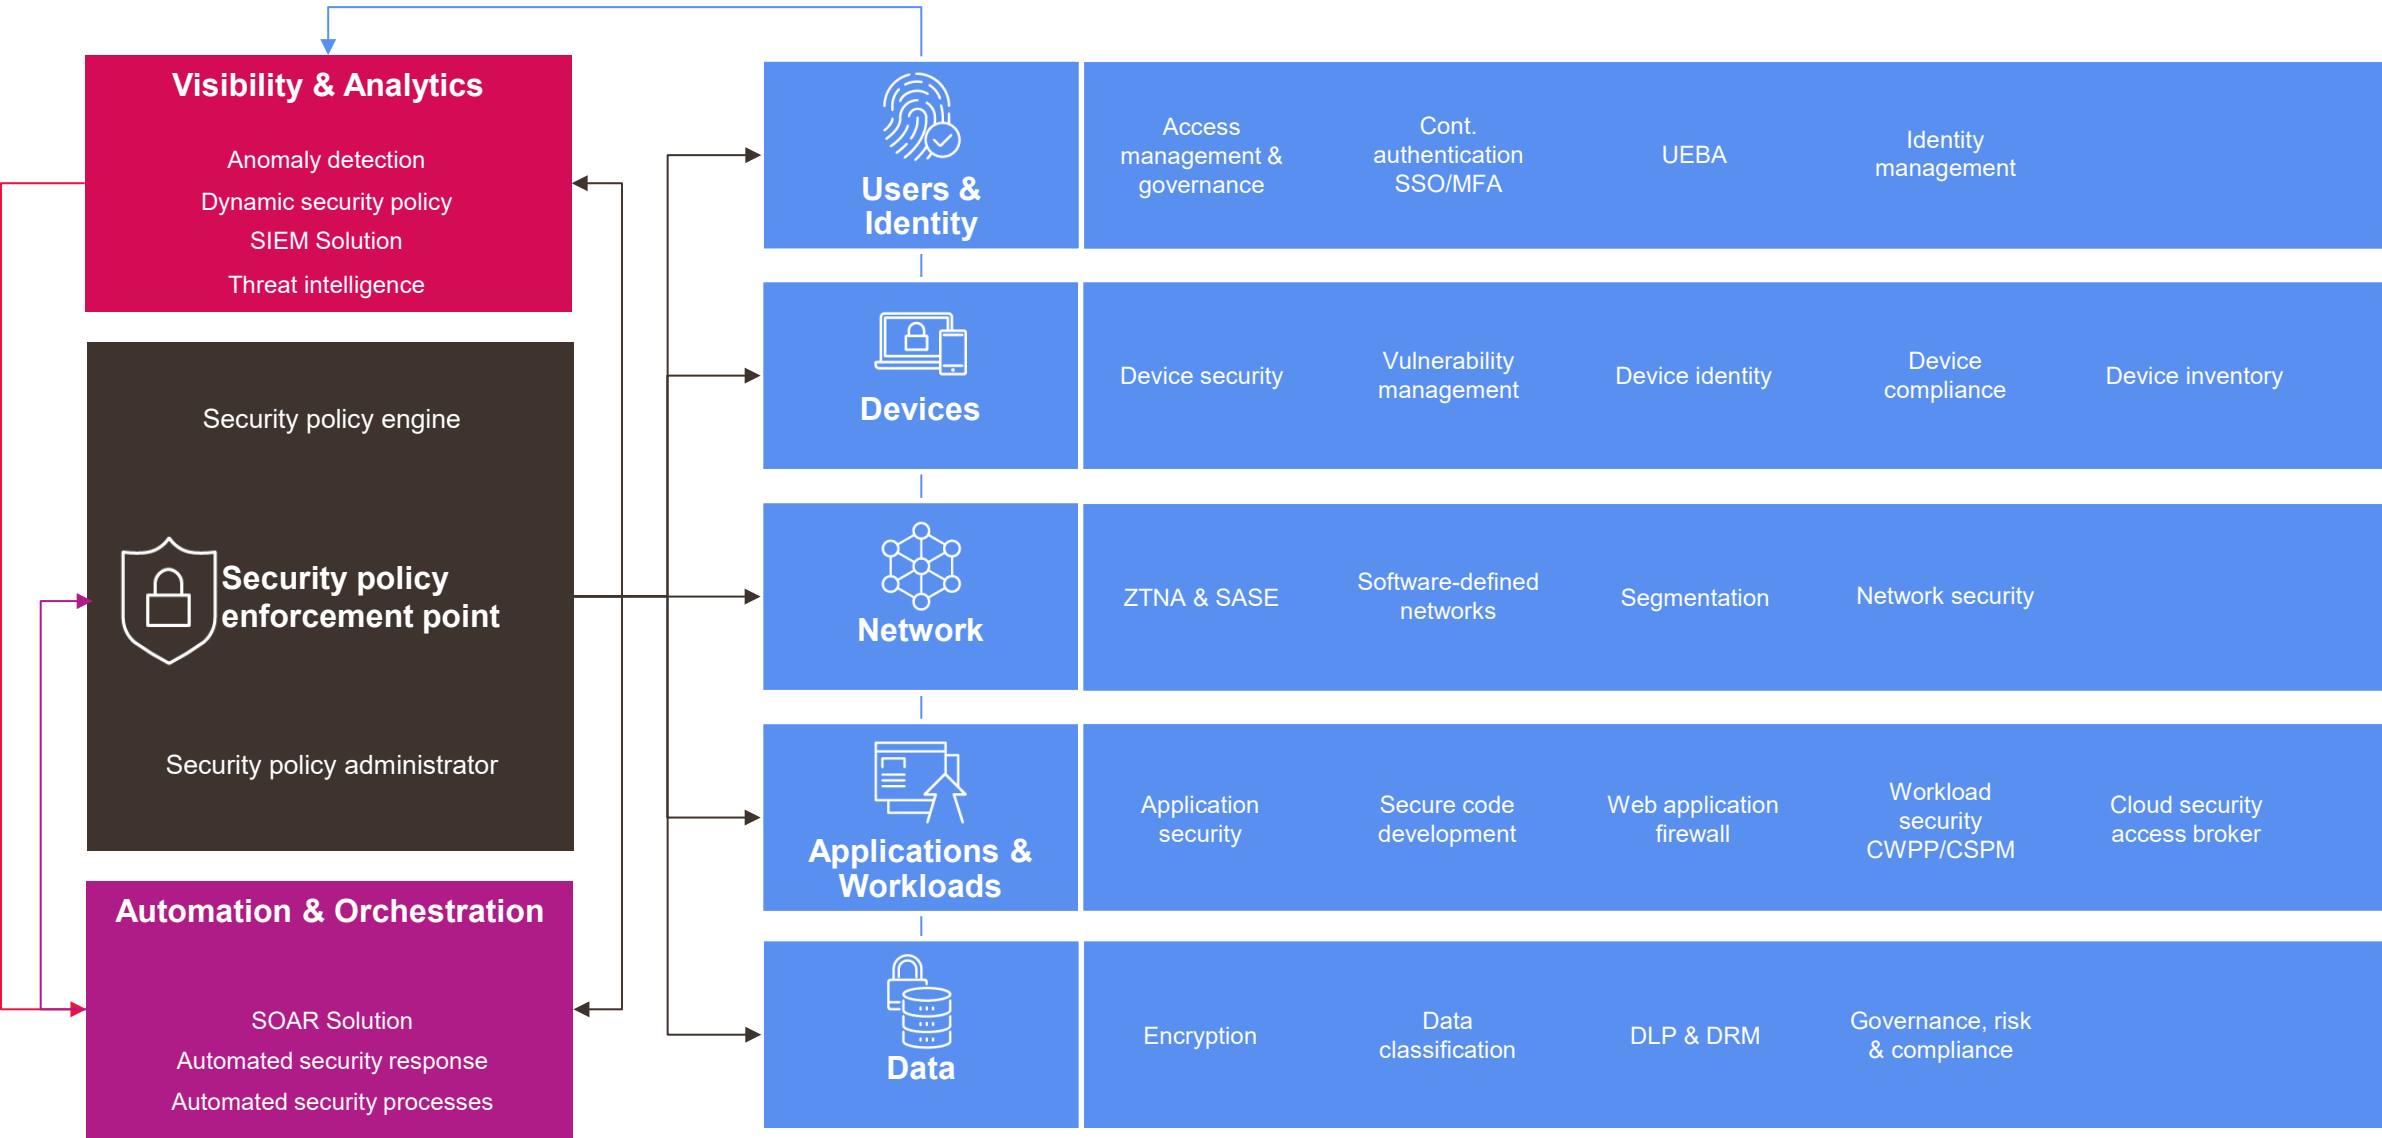 Visibility & Analytics
Anomaly detection
Dynamic security policy
SIEM Solution
Threat intelligence
Security policy engine
Security policy
enforcement point
Security policy administrator
Automation & Orchestration
SOAR Solution
Automated security response
Automated security processes
Users &
Identity
Access
management &
governance
Cont.
authentication
SSO/MFA
UEBA
Identity
management
Devices
Device security
Vulnerability
management
Device identity
Device
compliance
Device inventory
Network
ZTNA & SASE
Software-defined
networks
Segmentation
Network security
Applications &
Workloads
Application
security
Secure code
development
Web application
firewall
Workload
security
CWPP/CSPM
Cloud security
access broker
Data
Encryption
Data
classification
DLP & DRM
Governance, risk
& compliance